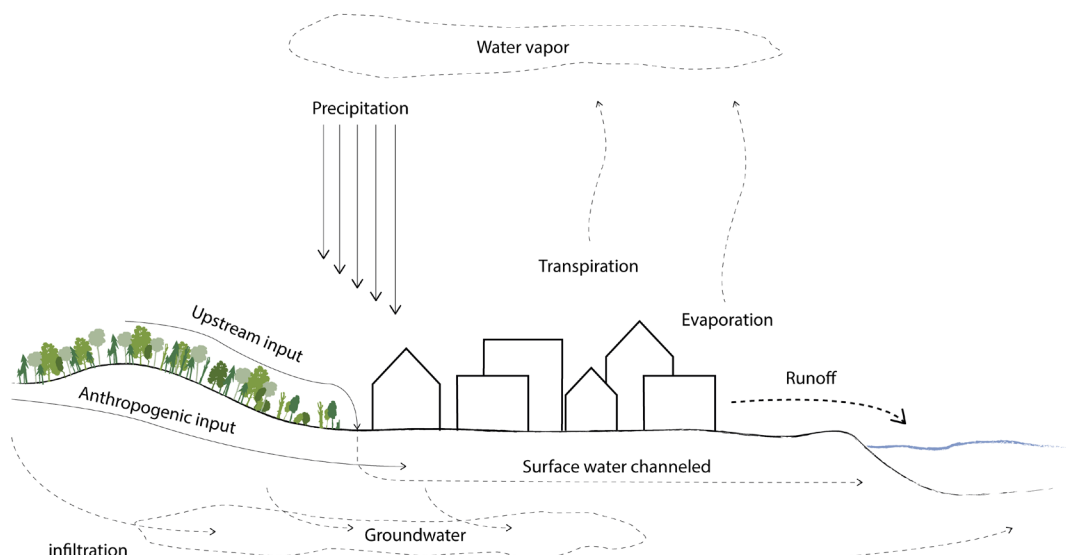 Water vapor
Precipitation
Transpiration
Evaporation
Upstream input
Runoff
Anthropogenic input
Surface water channeled
Groundwater
infiltration